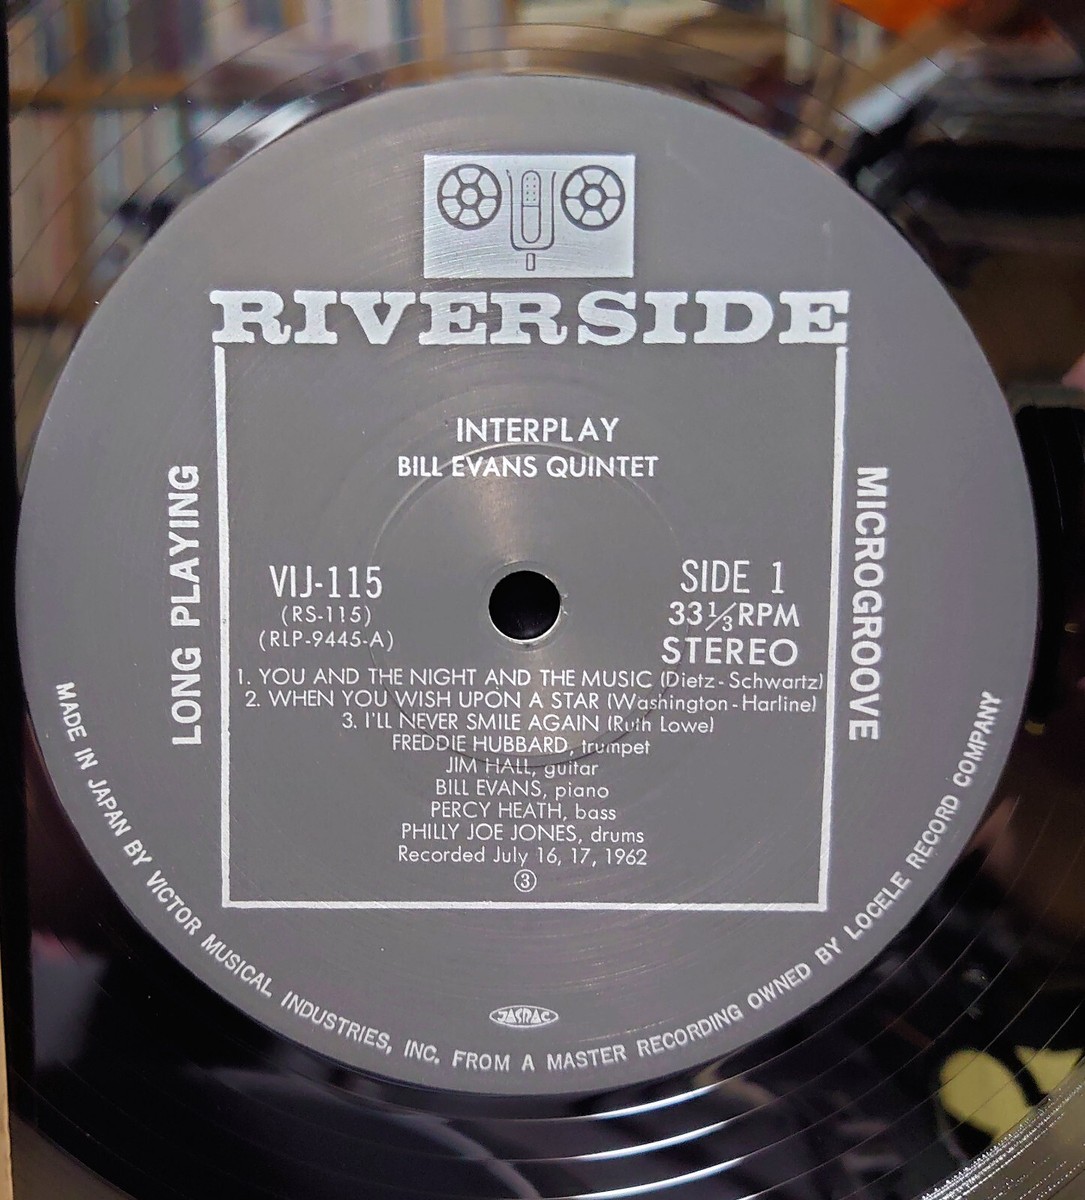 RIVERSIDE
INTERPLAY
BILL EVANS QUINTET
LONG PLAYING
MICROGROOVE
VIJ-115
(RS-115)
(RLP-9445-A)
SIDE 1
33⅓RPM
STEREO
1. YOU AND THE NIGHT AND THE MUSIC (Dietz-Schwartz)
2. WHEN YOU WISH UPON A STAR (Washington-Harline)
3. I'LL NEVER SMILE AGAIN (Ruth Lowe)
FREDDIE HUBBARD, trumpet
JIM HALL, guitar
BILL EVANS, piano
PERCY HEATH, bass
PHILLY JOE JONES, drums
Recorded July 16, 17, 1962
③
JASRAC
MADE IN JAPAN BY VICTOR MUSICAL INDUSTRIES, INC. FROM A MASTER RECORDING OWNED BY LOCELE RECORD COMPANY